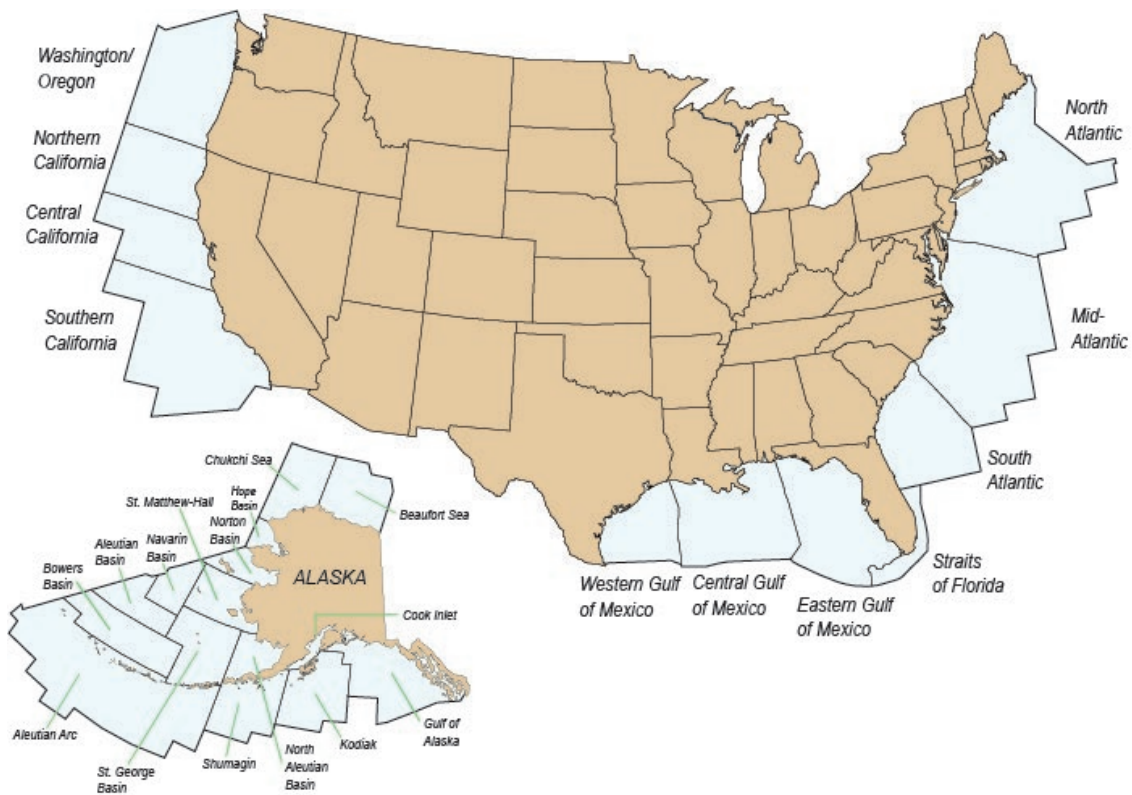 Washington/
Oregon
Northern
California
Central
California
Southern
California
North
Atlantic
Mid-
Atlantic
South
Atlantic
Straits
of Florida
Western Gulf
of Mexico
Central Gulf
of Mexico
Eastern Gulf
of Mexico
Chukchi Sea
Beaufort Sea
Hope
Basin
St. Matthew-Hall
Norton
Basin
Navarin
Basin
Aleutian
Basin
Bowers
Basin
ALASKA
Cook Inlet
Aleutian Arc
St. George
Basin
Shumagin
North
Aleutian
Basin
Kodiak
Gulf of
Alaska